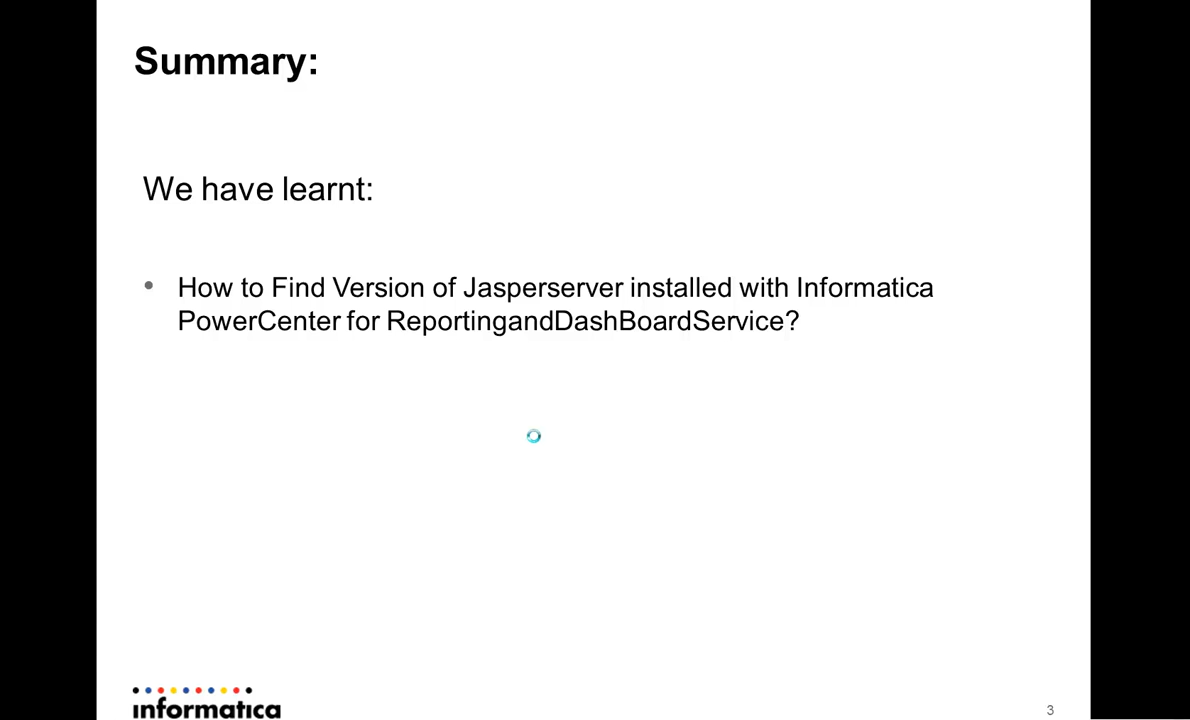 Summary:
We have learnt:
• How to Find Version of Jasperserver installed with Informatica
PowerCenter for ReportingandDashBoardService?
informatica
3